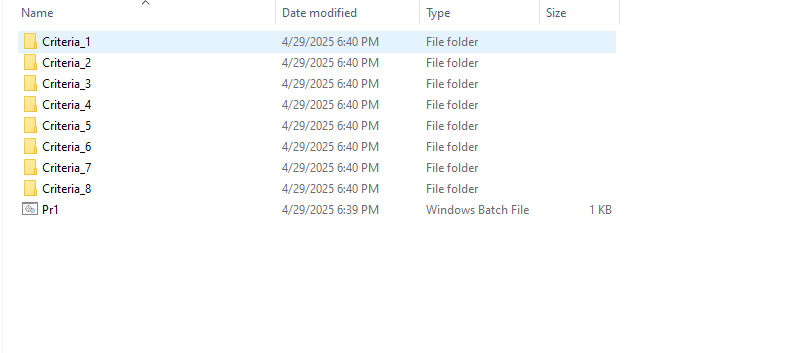 Name Date modified Type Size
Criteria_1 4/29/2025 6:40 PM File folder
Criteria_2 4/29/2025 6:40 PM File folder
Criteria_3 4/29/2025 6:40 PM File folder
Criteria_4 4/29/2025 6:40 PM File folder
Criteria_5 4/29/2025 6:40 PM File folder
Criteria_6 4/29/2025 6:40 PM File folder
Criteria_7 4/29/2025 6:40 PM File folder
Criteria_8 4/29/2025 6:40 PM File folder
Pr1 4/29/2025 6:39 PM Windows Batch File 1 KB